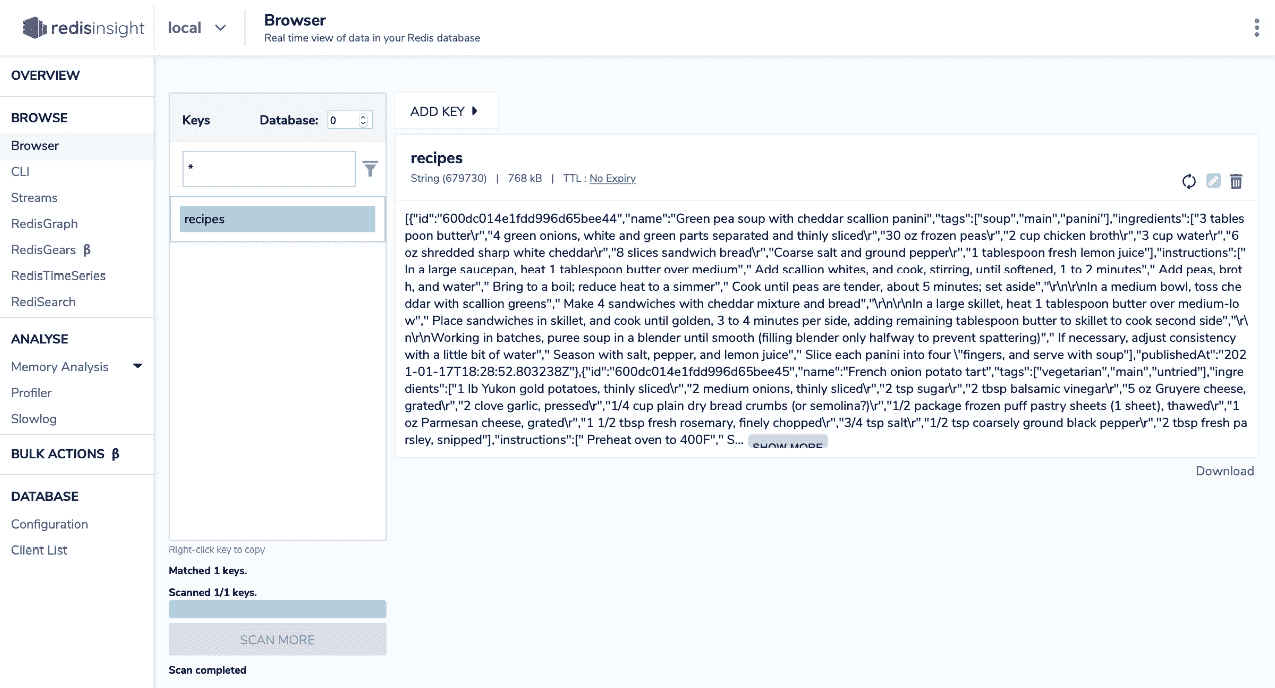 redisinsight
local
Browser
Real time view of data in your Redis database
OVERVIEW
BROWSE
Browser
CLI
Streams
RedisGraph
RedisGears β
RedisTimeSeries
RediSearch
ANALYSE
Memory Analysis
Profiler
Slowlog
BULK ACTIONS β
DATABASE
Configuration
Client List
Keys Database: 0
*
recipes
Right-click key to copy
Matched 1 keys.
Scanned 1/1 keys.
SCAN MORE
Scan completed
ADD KEY
recipes
String (679730) | 768 kB | TTL : No Expiry
[{"id":"600dc014e1fdd996d65bee44","name":"Green pea soup with cheddar scallion panini","tags":["soup","main","panini"],"ingredients":["3 tables
poon butter\r","4 green onions, white and green parts separated and thinly sliced\r","30 oz frozen peas\r","2 cup chicken broth\r","3 cup water\r","6
oz shredded sharp white cheddar\r","8 slices sandwich bread\r","Coarse salt and ground pepper\r","1 tablespoon fresh lemon juice"],"instructions":["
In a large saucepan, heat 1 tablespoon butter over medium"," Add scallion whites, and cook, stirring, until softened, 1 to 2 minutes"," Add peas, brot
h, and water"," Bring to a boil; reduce heat to a simmer"," Cook until peas are tender, about 5 minutes; set aside","\r\n\r\nIn a medium bowl, toss che
ddar with scallion greens"," Make 4 sandwiches with cheddar mixture and bread","\r\n\r\nIn a large skillet, heat 1 tablespoon butter over medium-lo
w"," Place sandwiches in skillet, and cook until golden, 3 to 4 minutes per side, adding remaining tablespoon butter to skillet to cook second side","\r\
n\r\nWorking in batches, puree soup in a blender until smooth (filling blender only halfway to prevent spattering)"," If necessary, adjust consistency
with a little bit of water"," Season with salt, pepper, and lemon juice"," Slice each panini into four \"fingers, and serve with soup"],"publishedAt":"202
1-01-17T18:28:52.803238Z"},{"id":"600dc014e1fdd996d65bee45","name":"French onion potato tart","tags":["vegetarian","main","untried"],"ingre
dients":["1 lb Yukon gold potatoes, thinly sliced\r","2 medium onions, thinly sliced\r","2 tsp sugar\r","2 tbsp balsamic vinegar\r","5 oz Gruyere cheese,
grated\r","2 clove garlic, pressed\r","1/4 cup plain dry bread crumbs (or semolina?)\r","1/2 package frozen puff pastry sheets (1 sheet), thawed\r","1
oz Parmesan cheese, grated\r","1 1/2 tbsp fresh rosemary, finely chopped\r","3/4 tsp salt\r","1/2 tsp coarsely ground black pepper\r","2 tbsp fresh pa
rsley, snipped"],"instructions":[" Preheat oven to 400F"," S... SHOW MORE
Download